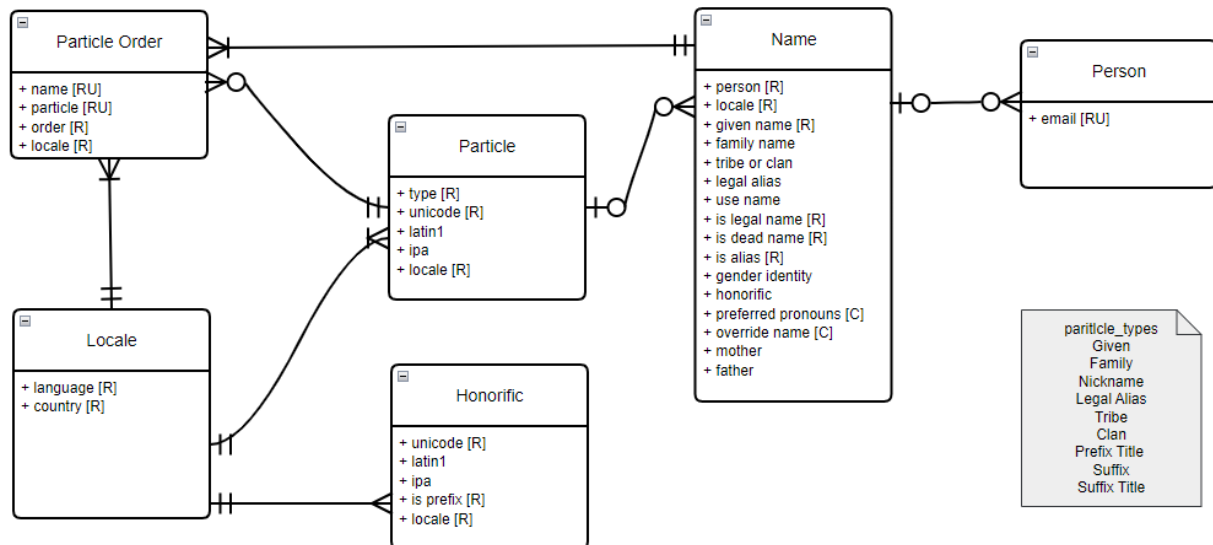 Particle Order
+ name [RU]
+ particle [RU]
+ order [R]
+ locale [R]
Name
+ person [R]
+ locale [R]
+ given name [R]
+ family name
+ tribe or clan
+ legal alias
+ use name
+ is legal name [R]
+ is dead name [R]
+ is alias [R]
+ gender identity
+ honorific
+ preferred pronouns [C]
+ override name [C]
+ mother
+ father
Person
+ email [RU]
Particle
+ type [R]
+ unicode [R]
+ latin1
+ ipa
+ locale [R]
Locale
+ language [R]
+ country [R]
Honorific
+ unicode [R]
+ latin1
+ ipa
+ is prefix [R]
+ locale [R]
paritlcle_types
Given
Family
Nickname
Legal Alias
Tribe
Clan
Prefix Title
Suffix
Suffix Title